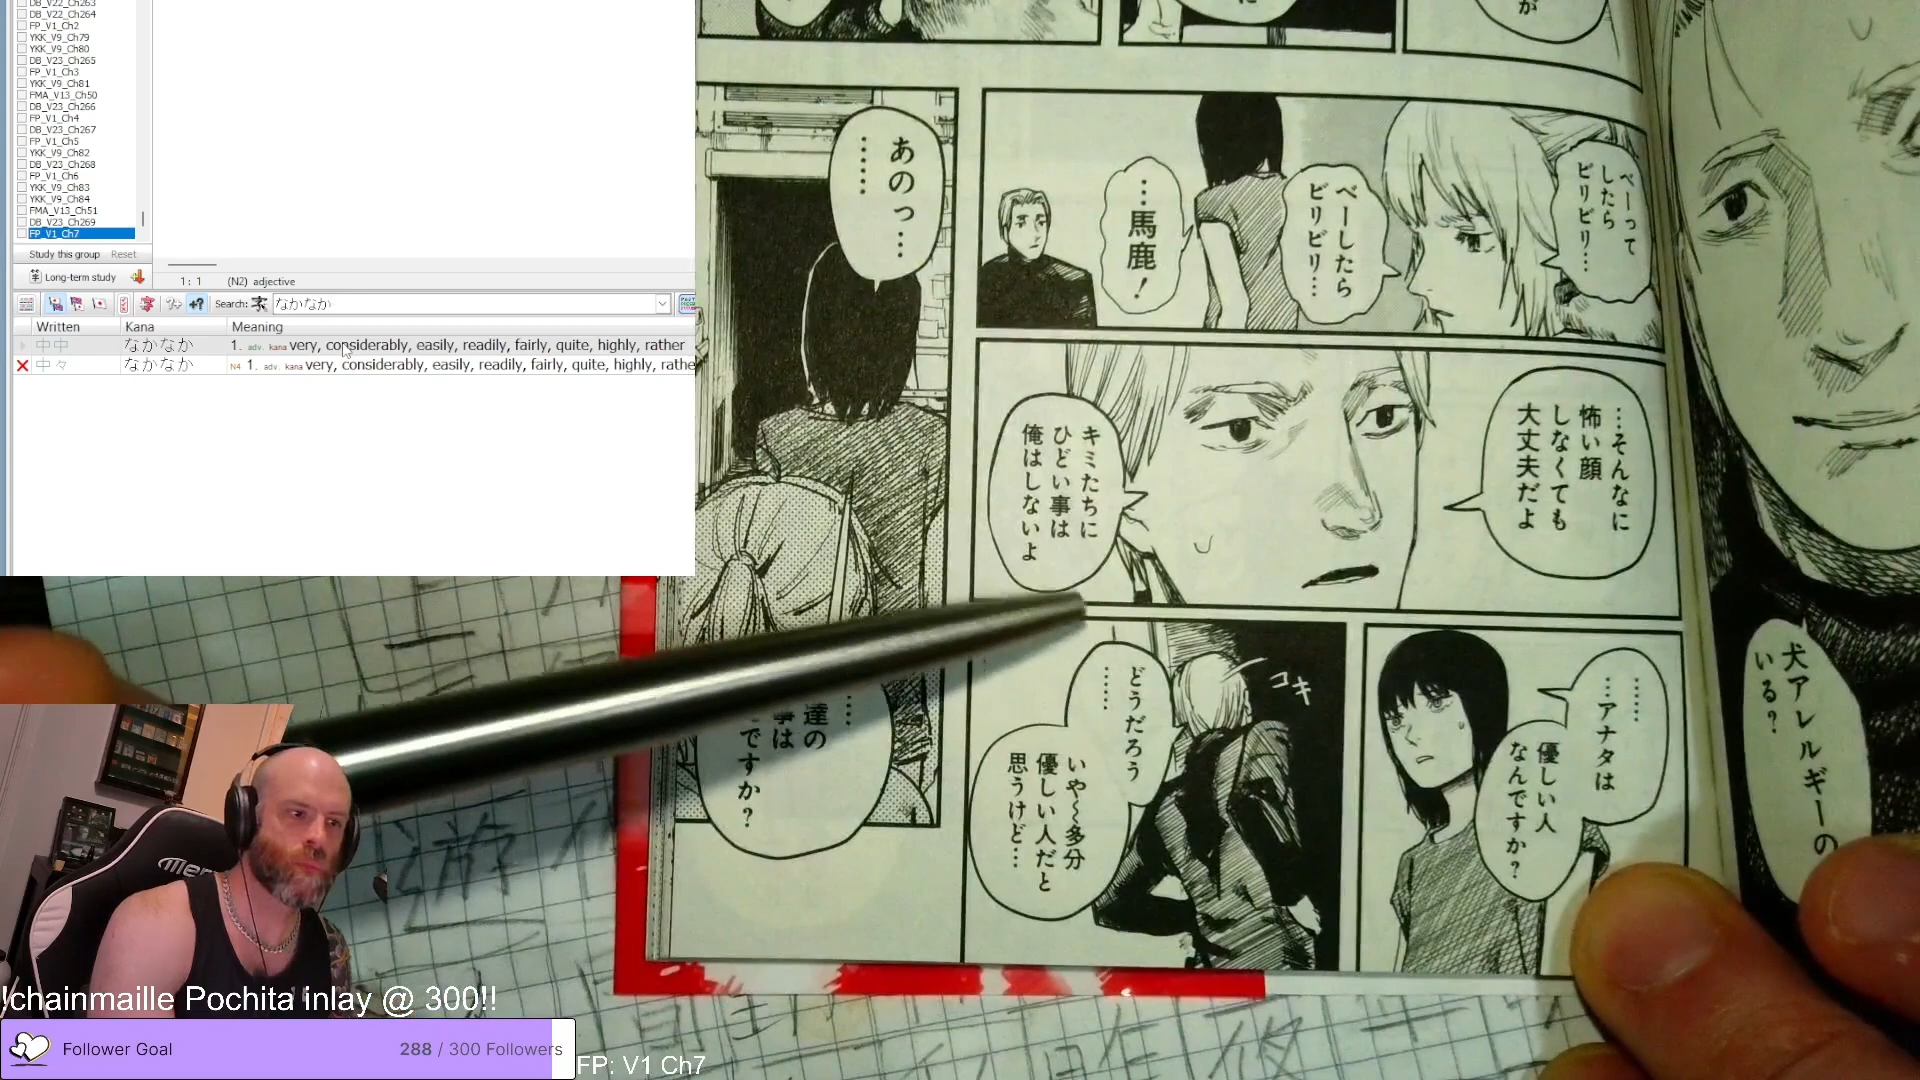 DB_V22_Ch263
DB_V22_Ch264
FP_V1_Ch2
YKK_V9_Ch79
YKK_V9_Ch80
DB_V23_Ch265
FP_V1_Ch3
YKK_V9_Ch81
FMA_V13_Ch50
DB_V23_Ch266
FP_V1_Ch4
DB_V23_Ch267
FP_V1_Ch5
YKK_V9_Ch82
DB_V23_Ch268
FP_V1_Ch6
YKK_V9_Ch83
YKK_V9_Ch84
FMA_V13_Ch51
DB_V23_Ch269
FP_V1_Ch7
Study this group Reset
Long-term study
1: 1 (N2) adjective
Search: なかなか
Written Kana Meaning
中中 なかなか 1. adv. kana very, considerably, easily, readily, fairly, quite, highly, rather
中々 なかなか N4 1. adv. kana very, considerably, easily, readily, fairly, quite, highly, rathe
が
べーって
したら
ビリビリ…
べーしたら
ビリビリ…
…馬鹿！
あのっ…
……
…そんなに
怖い顔
しなくても
大丈夫だよ
キミたちに
ひどい事は
俺はしないよ
……
…アナタは
優しい人
なんですか？
コキ
どうだろう
……
いや〜多分
優しい人だと
思うけど…
……
達の
事は
ですか？
犬アレルギーの
いる？
!chainmaille Pochita inlay @ 300!!
Follower Goal 288 / 300 Followers
FP: V1 Ch7